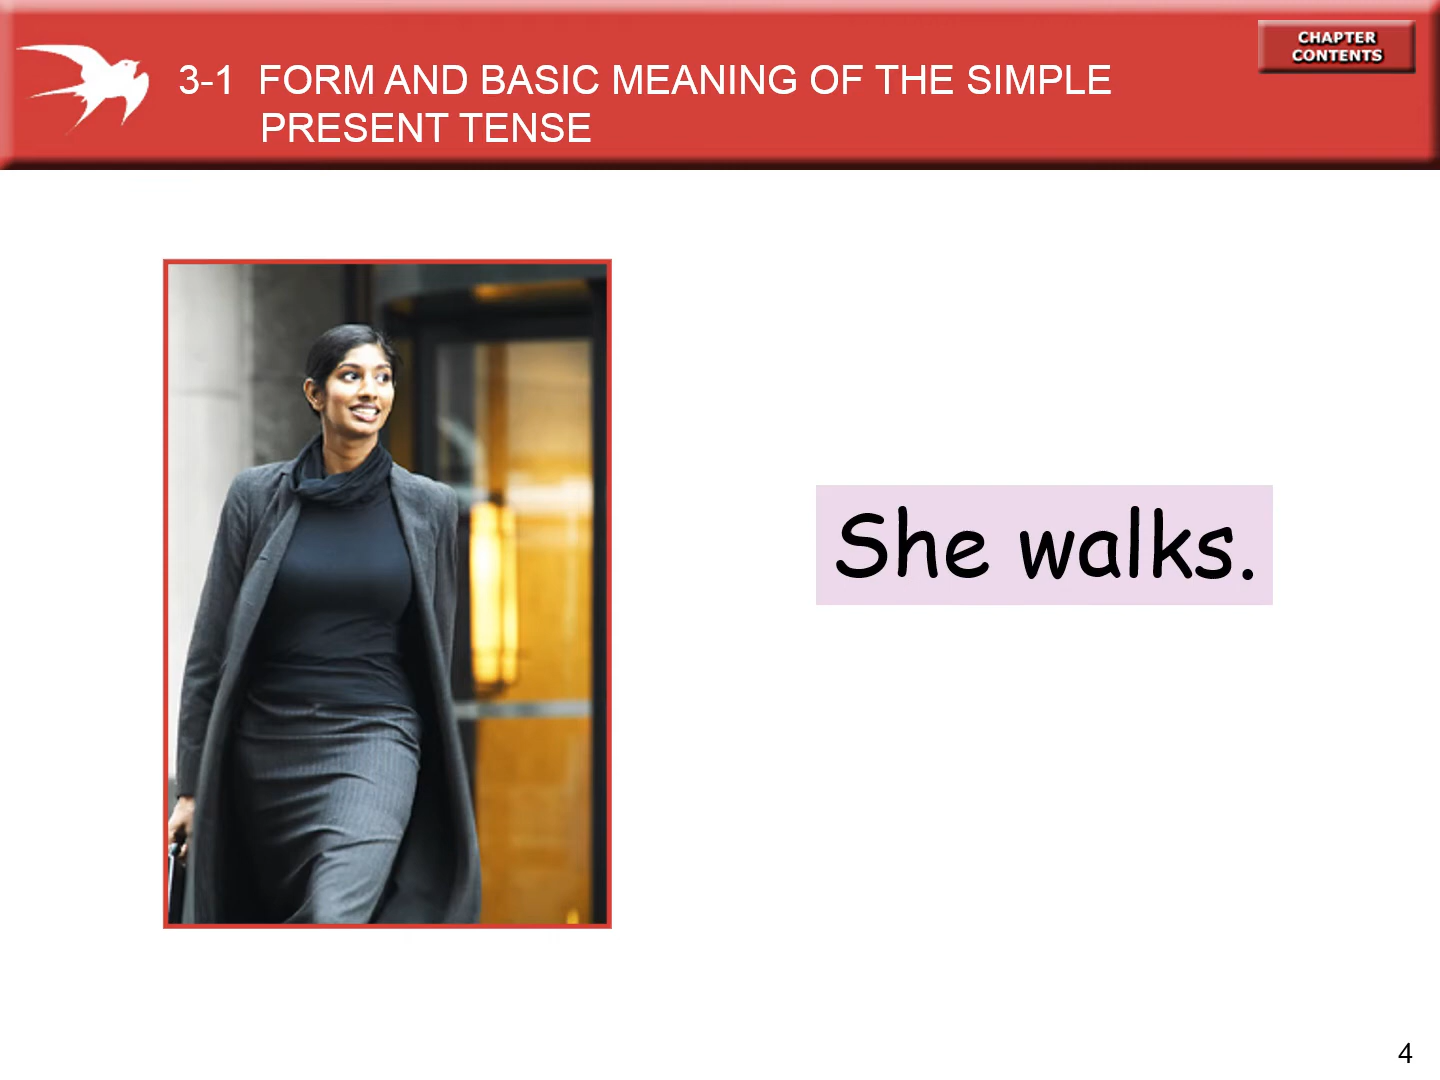 CHAPTER
CONTENTS
3-1 FORM AND BASIC MEANING OF THE SIMPLE
PRESENT TENSE
She walks.
4